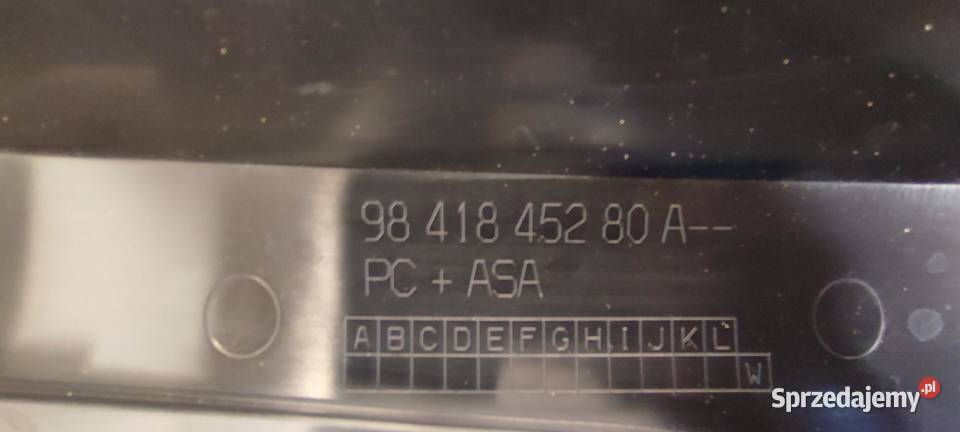 98 418 452 80 A--
PC + ASA
A B C D E F G H I J K L
W
Sprzedajemy.pl